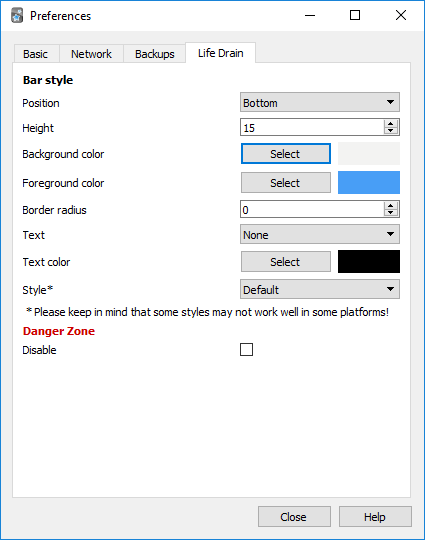 Preferences
Basic Network Backups Life Drain
Bar style
Position Bottom
Height 15
Background color Select
Foreground color Select
Border radius 0
Text None
Text color Select
Style* Default
* Please keep in mind that some styles may not work well in some platforms!
Danger Zone
Disable
Close Help